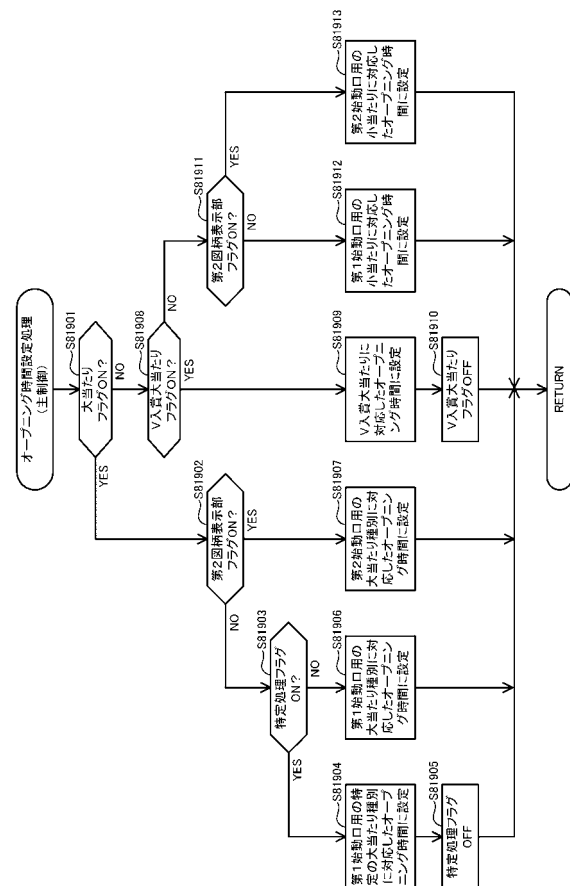 オープニング時間設定処理
(主制御)
S81901
大当たり
フラグON?
YES
NO
S81908
V入賞大当たり
フラグON?
NO
YES
S81911
第2図柄表示部
フラグON?
YES
NO
S81902
第2図柄表示部
フラグON?
NO
YES
S81903
特定処理フラグ
ON?
YES
NO
S81904
第1始動口用の特
定の大当たり種別
に対応したオープ
ニング時間に設定
S81905
特定処理フラグ
OFF
S81906
第1始動口用の
大当たり種別に対
応したオープニン
グ時間に設定
S81907
第2始動口用の
大当たり種別に対
応したオープニン
グ時間に設定
S81909
V入賞大当たりに
対応したオープニ
ング時間に設定
S81910
V入賞大当たり
フラグOFF
S81912
第1始動口用の
小当たりに対応し
たオープニング時
間に設定
S81913
第2始動口用の
小当たりに対応し
たオープニング時
間に設定
RETURN